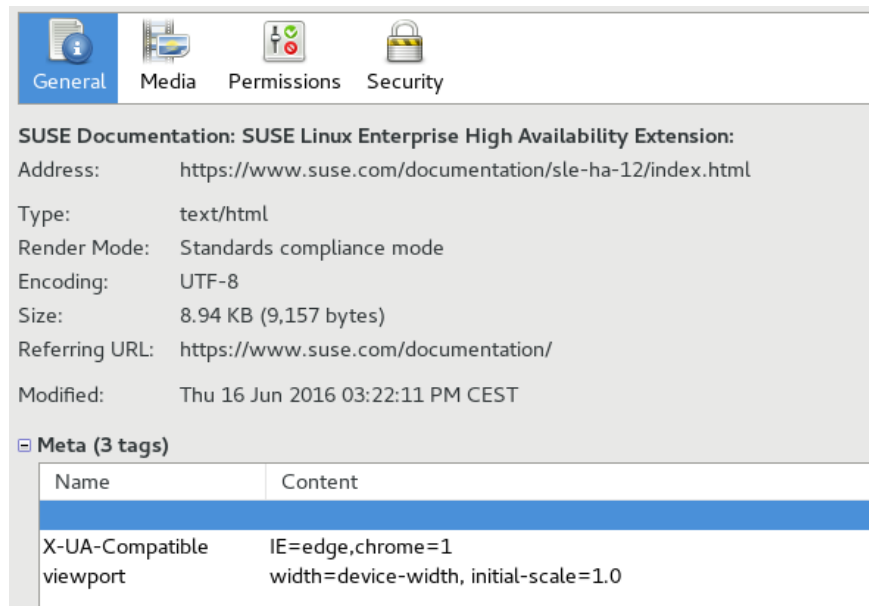 General Media Permissions Security
SUSE Documentation: SUSE Linux Enterprise High Availability Extension:
Address: https://www.suse.com/documentation/sle-ha-12/index.html
Type: text/html
Render Mode: Standards compliance mode
Encoding: UTF-8
Size: 8.94 KB (9,157 bytes)
Referring URL: https://www.suse.com/documentation/
Modified: Thu 16 Jun 2016 03:22:11 PM CEST
Meta (3 tags)
Name Content
X-UA-Compatible IE=edge,chrome=1
viewport width=device-width, initial-scale=1.0